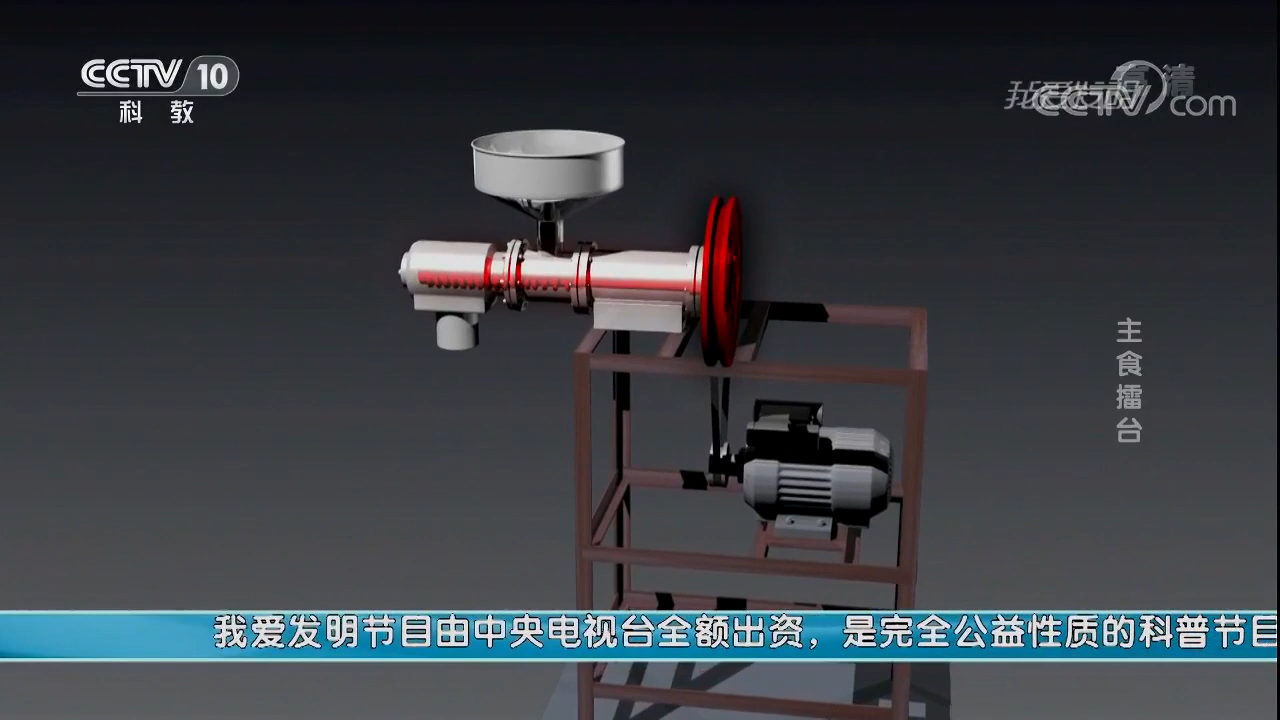 CCTV 10
科教
高清
我爱发明
CCTV.com
主食擂台
我爱发明节目由中央电视台全额出资，是完全公益性质的科普节目